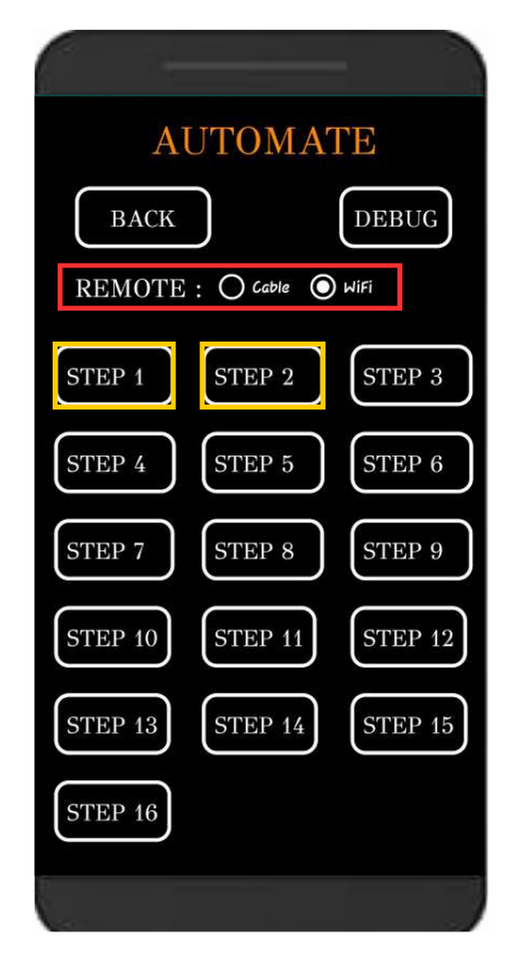 AUTOMATE
BACK DEBUG
REMOTE : Cable WiFi
STEP 1 STEP 2 STEP 3
STEP 4 STEP 5 STEP 6
STEP 7 STEP 8 STEP 9
STEP 10 STEP 11 STEP 12
STEP 13 STEP 14 STEP 15
STEP 16